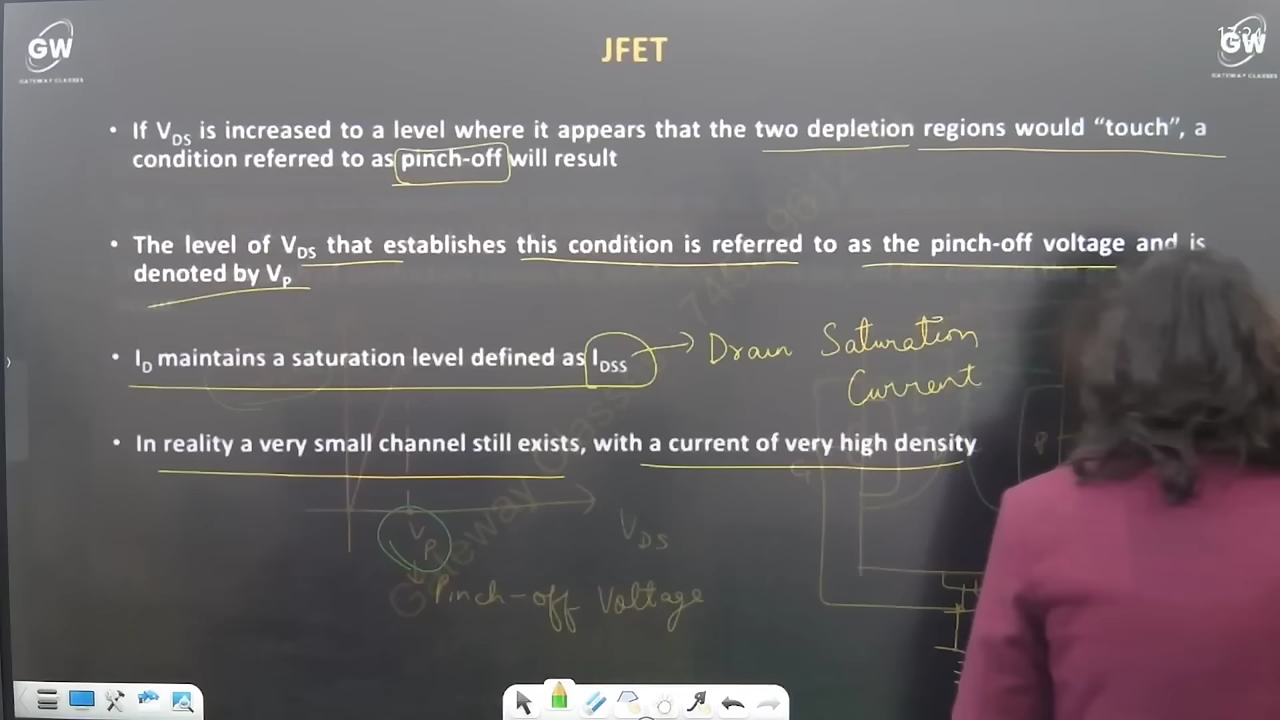 GW
GATEWAY CLASSES
JFET
GW
GATEWAY CLASSES
• If VDS is increased to a level where it appears that the two depletion regions would “touch”, a
condition referred to as pinch-off will result
• The level of VDS that establishes this condition is referred to as the pinch-off voltage and is
denoted by VP
• ID maintains a saturation level defined as IDSS → Drain Saturation
Current
• In reality a very small channel still exists, with a current of very high density
VP
VDS
Pinch-off Voltage